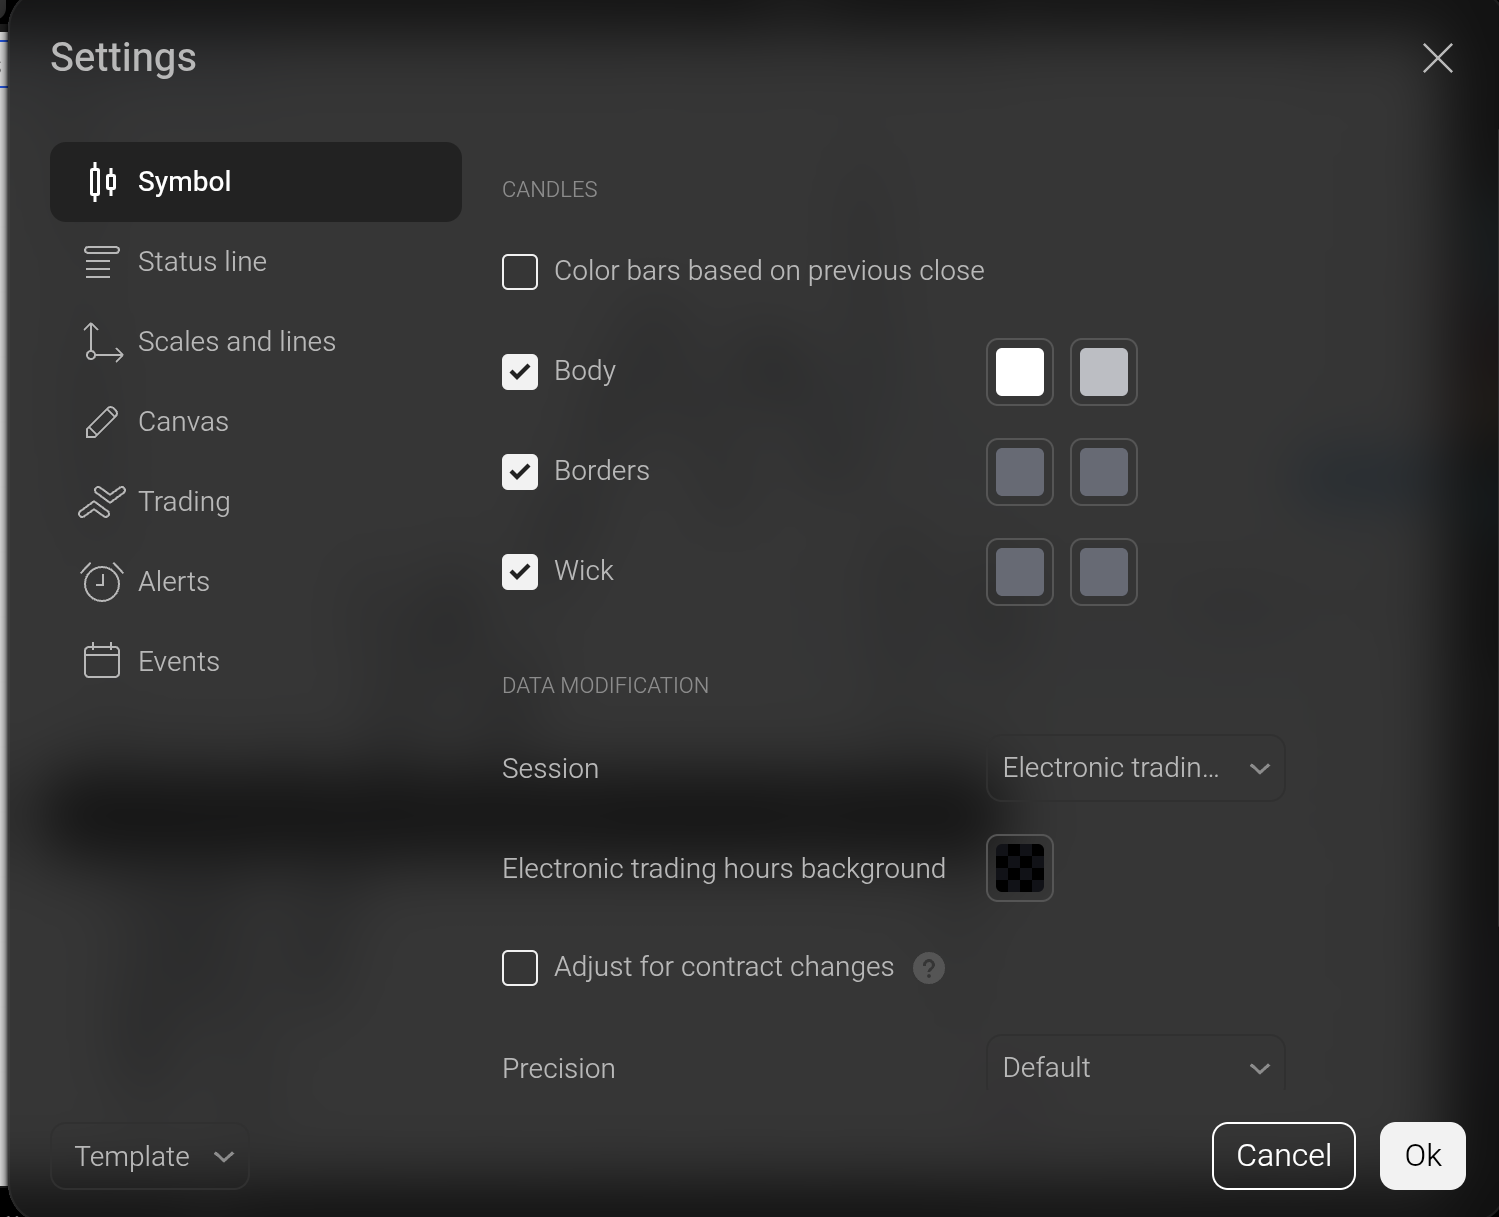 Settings
Symbol
Status line
Scales and lines
Canvas
Trading
Alerts
Events
CANDLES
Color bars based on previous close
Body
Borders
Wick
DATA MODIFICATION
Session
Electronic tradin...
Electronic trading hours background
Adjust for contract changes ?
Precision
Default
Template
Cancel
Ok